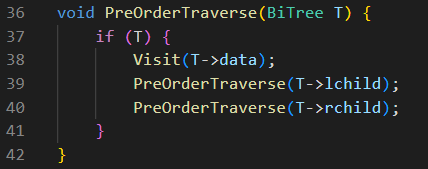 36 void PreOrderTraverse(BiTree T) {
37     if (T) {
38         Visit(T->data);
39         PreOrderTraverse(T->lchild);
40         PreOrderTraverse(T->rchild);
41     }
42 }